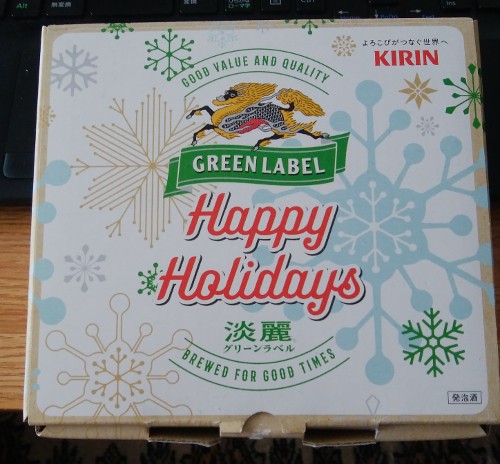 GOOD VALUE AND QUALITY
よろこびがつなぐ世界へ
KIRIN
GREEN LABEL
Happy
Holidays
淡麗
グリーンラベル
BREWED FOR GOOD TIMES
発泡酒